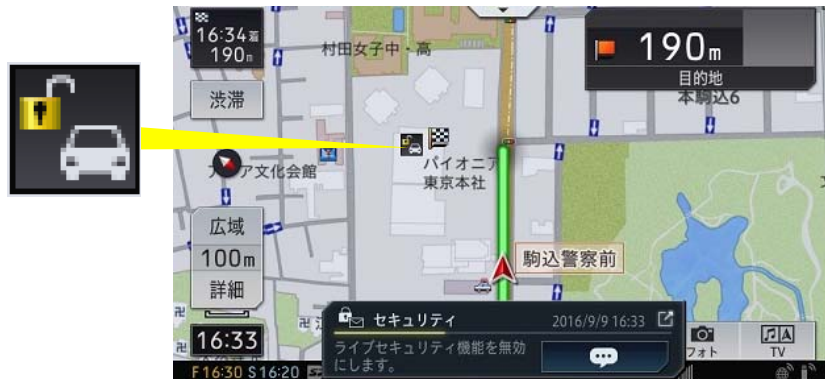 16:34着
190m
渋滞
村田女子中・高
190m
目的地
本駒込6
文化会館
パイオニア
東京本社
広域
100m
詳細
駒込警察前
セキュリティ
2016/9/9 16:33
ライブセキュリティ機能を無効
にします。
フォト
TV
16:33
F16:30 S16:20